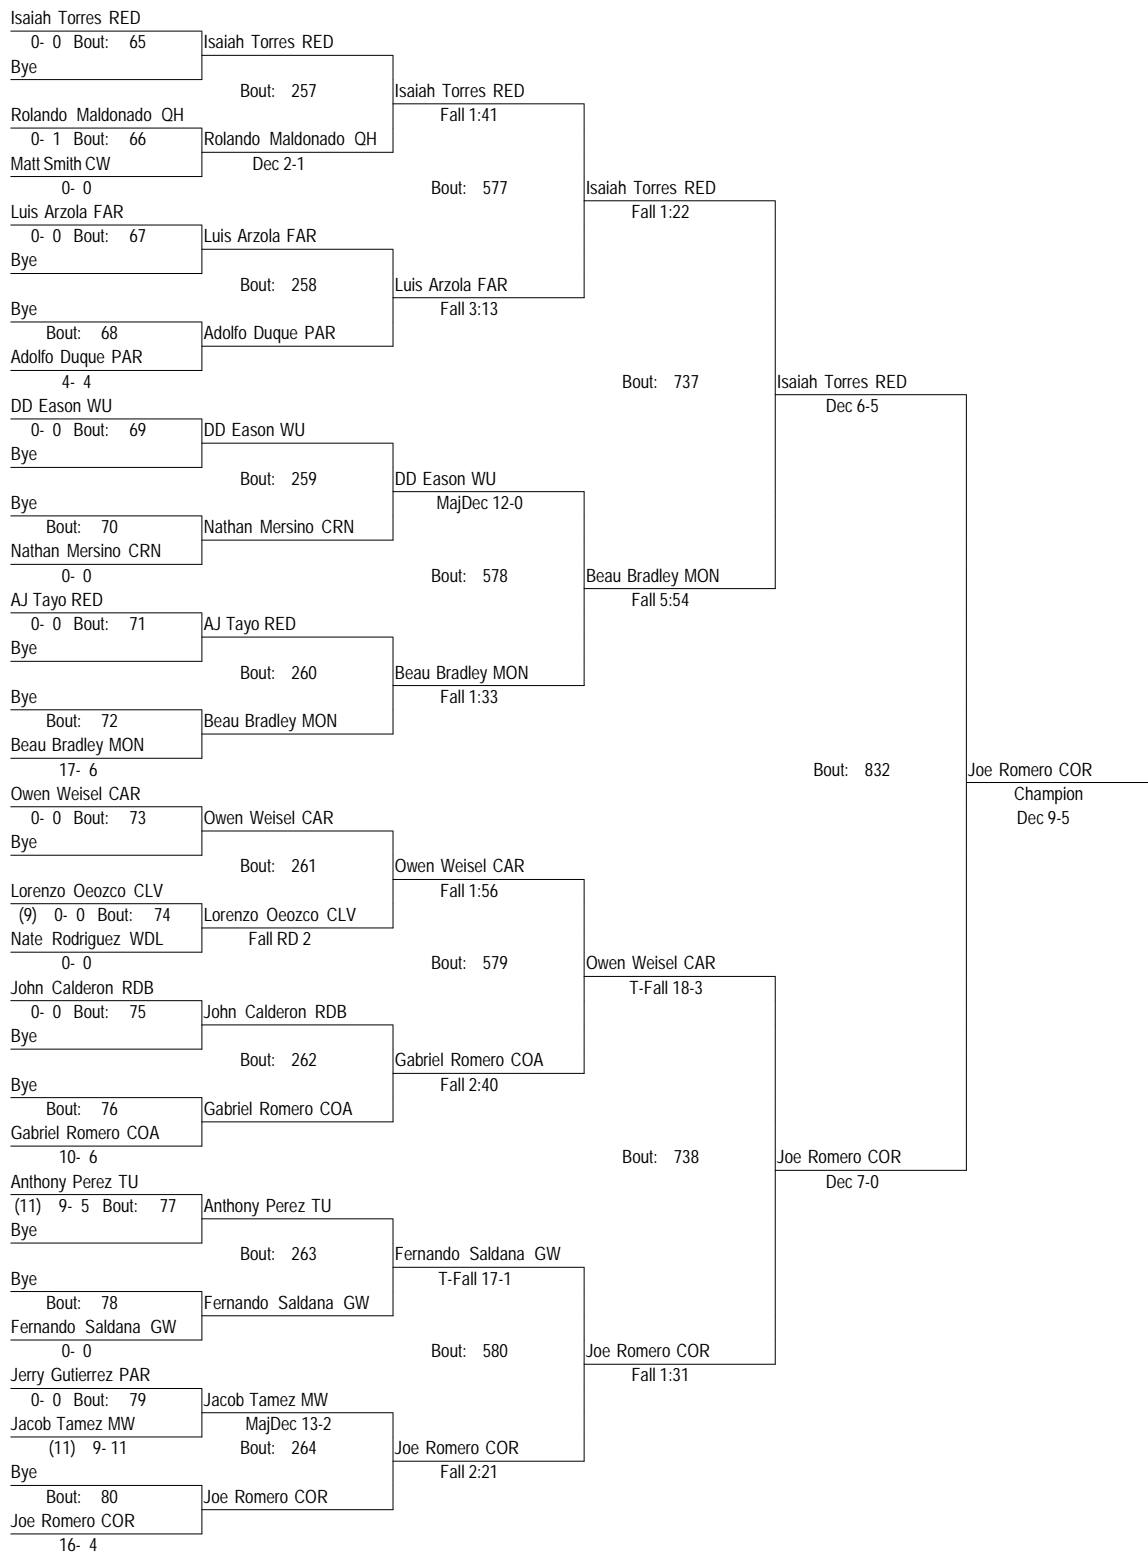 Isaiah Torres RED
0- 0 Bout: 65
Isaiah Torres RED
Bye
Bout: 257
Isaiah Torres RED
Rolando Maldonado QH
Fall 1:41
0- 1 Bout: 66
Rolando Maldonado QH
Matt Smith CW
Dec 2-1
0- 0
Bout: 577
Isaiah Torres RED
Luis Arzola FAR
Fall 1:22
0- 0 Bout: 67
Luis Arzola FAR
Bye
Bout: 258
Luis Arzola FAR
Bye
Fall 3:13
Bout: 68
Adolfo Duque PAR
Adolfo Duque PAR
4- 4
Bout: 737
Isaiah Torres RED
DD Eason WU
Dec 6-5
0- 0 Bout: 69
DD Eason WU
Bye
Bout: 259
DD Eason WU
Bye
MajDec 12-0
Bout: 70
Nathan Mersino CRN
Nathan Mersino CRN
0- 0
Bout: 578
Beau Bradley MON
AJ Tayo RED
Fall 5:54
0- 0 Bout: 71
AJ Tayo RED
Bye
Bout: 260
Beau Bradley MON
Bye
Fall 1:33
Bout: 72
Beau Bradley MON
Beau Bradley MON
17- 6
Bout: 832
Joe Romero COR
Owen Weisel CAR
Champion
0- 0 Bout: 73
Owen Weisel CAR
Dec 9-5
Bye
Bout: 261
Owen Weisel CAR
Lorenzo Oeozco CLV
Fall 1:56
(9) 0- 0 Bout: 74
Lorenzo Oeozco CLV
Nate Rodriguez WDL
Fall RD 2
0- 0
Bout: 579
Owen Weisel CAR
John Calderon RDB
T-Fall 18-3
0- 0 Bout: 75
John Calderon RDB
Bye
Bout: 262
Gabriel Romero COA
Bye
Fall 2:40
Bout: 76
Gabriel Romero COA
Gabriel Romero COA
10- 6
Bout: 738
Joe Romero COR
Anthony Perez TU
Dec 7-0
(11) 9- 5 Bout: 77
Anthony Perez TU
Bye
Bout: 263
Fernando Saldana GW
Bye
T-Fall 17-1
Bout: 78
Fernando Saldana GW
Fernando Saldana GW
0- 0
Bout: 580
Joe Romero COR
Jerry Gutierrez PAR
Fall 1:31
0- 0 Bout: 79
Jacob Tamez MW
Jacob Tamez MW
MajDec 13-2
(11) 9- 11
Bout: 264
Joe Romero COR
Bye
Fall 2:21
Bout: 80
Joe Romero COR
Joe Romero COR
16- 4